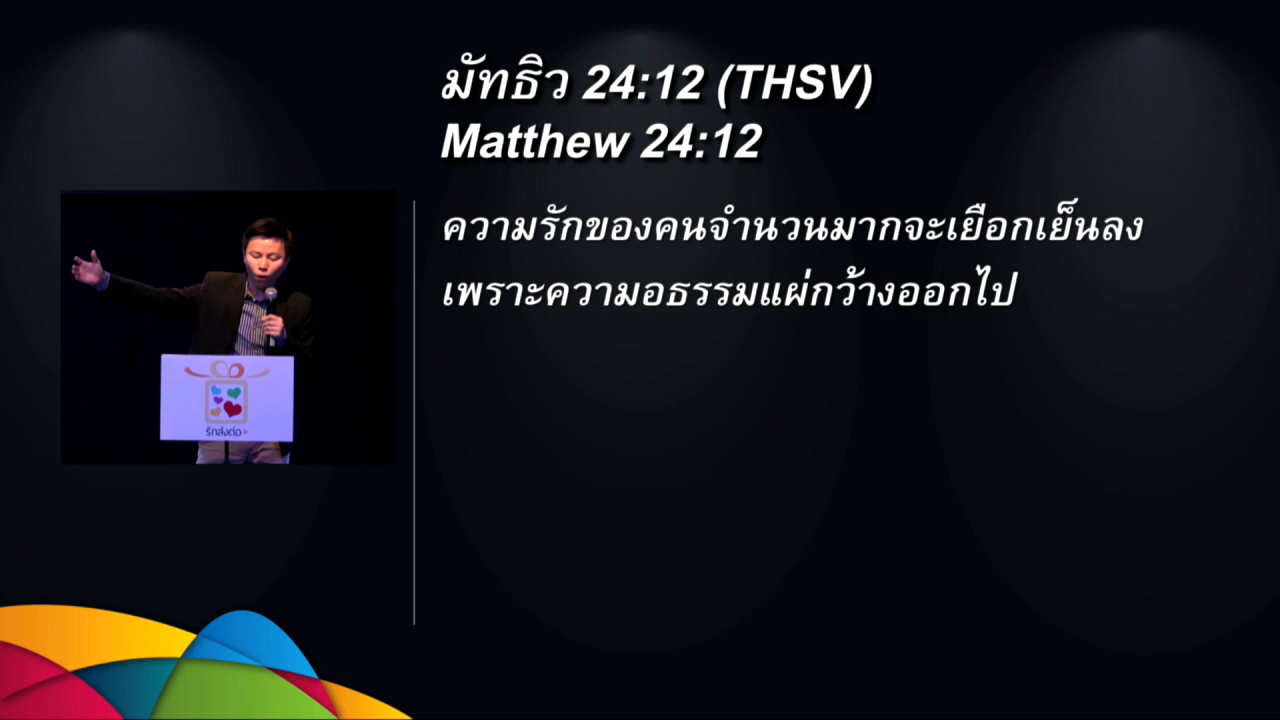 มัทธิว 24:12 (THSV)
Matthew 24:12
ความรักของคนจำนวนมากจะเยือกเย็นลง
เพราะความอธรรมแผ่กว้างออกไป
รักส่งต่อ >